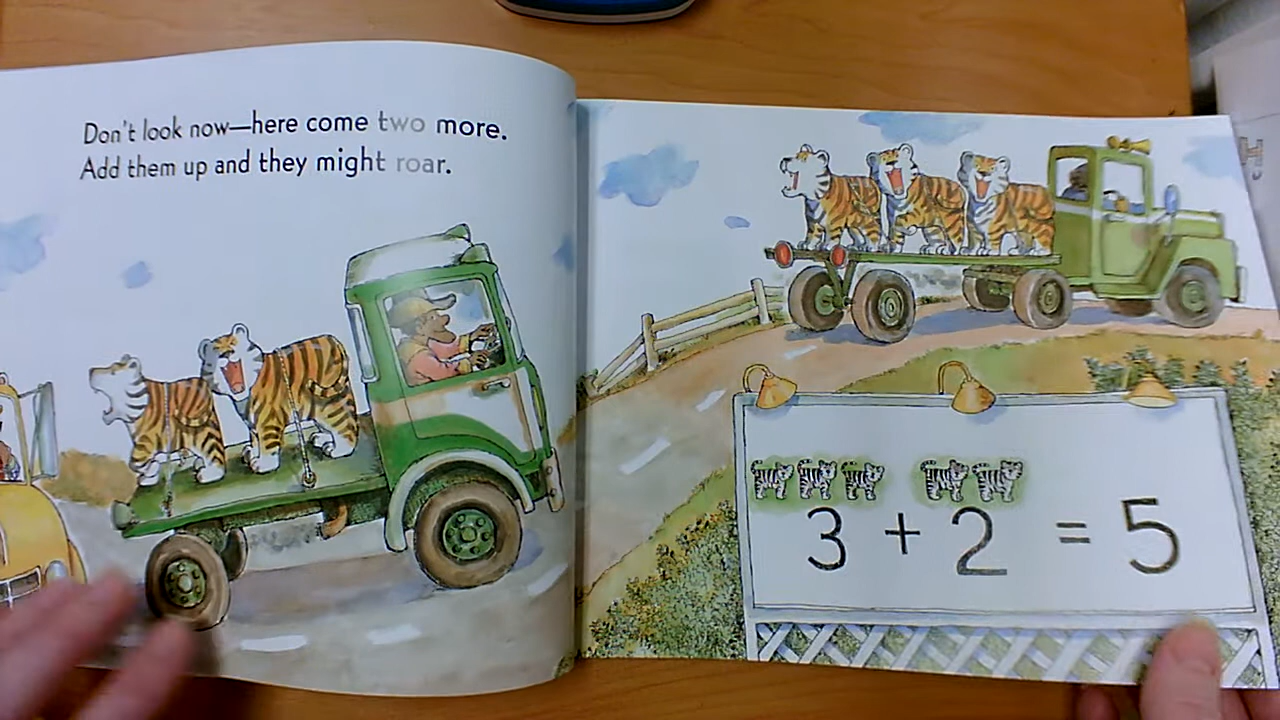 Don't look now—here come two more.
Add them up and they might roar.
3 + 2 = 5